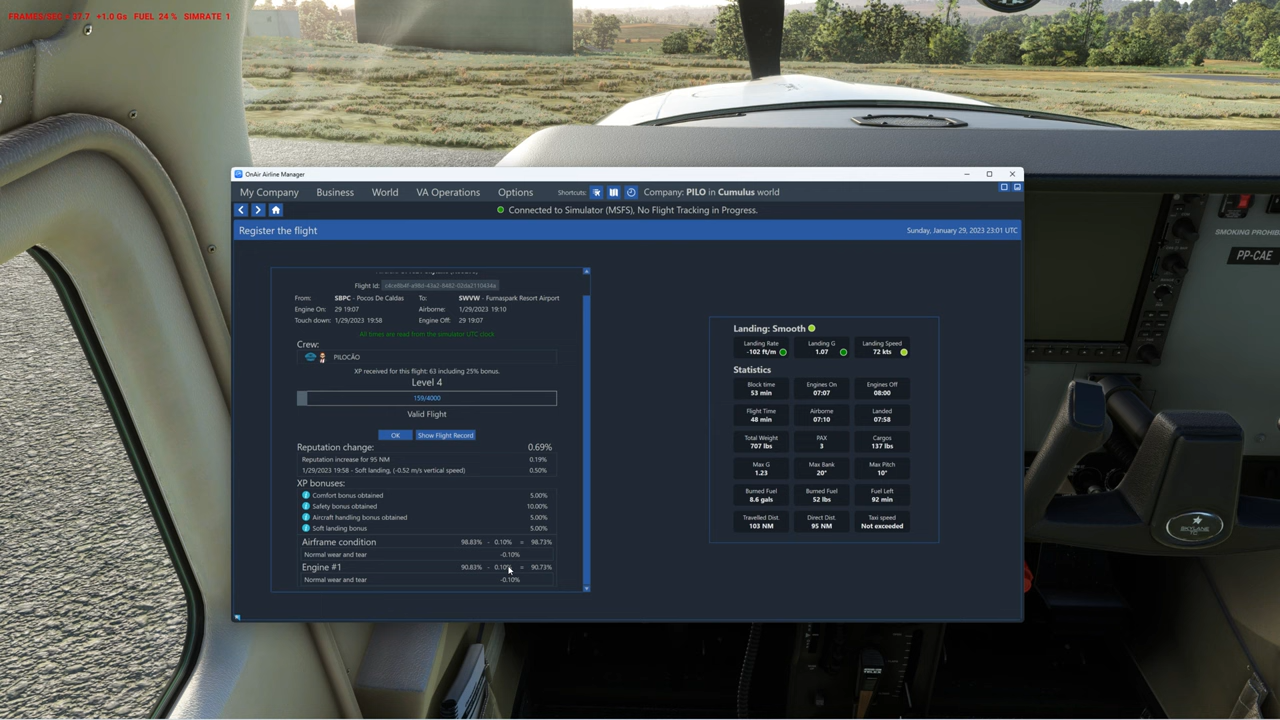 FRAMES/SEC = 37.7 +1.0 Gs FUEL 24 % SIMRATE 1
SMOKING PROHIB
PP-CAE
OnAir Airline Manager
My Company Business World VA Operations Options Shortcuts: Company: PILO in Cumulus world
Connected to Simulator (MSFS), No Flight Tracking in Progress.
Register the flight Sunday, January 29, 2023 23:01 UTC
Flight Id:
From: SBPC - Pocos De Caldas To: SWVW - Furnaspark Resort Airport
Engine On: 29 19:07 Airborne: 1/29/2023 19:10
Touch down: 1/29/2023 19:58 Engine Off: 29 19:07
All times are read from the simulator UTC clock
Crew:
PILOCÃO
XP received for this flight: 63 including 25% bonus.
Level 4
159/4000
Valid Flight
OK Show Flight Record
Reputation change: 0.69%
Reputation increase for 95 NM 0.19%
1/29/2023 19:58 - Soft landing, (-0.52 m/s vertical speed) 0.50%
XP bonuses:
Comfort bonus obtained 5.00%
Safety bonus obtained 10.00%
Aircraft handling bonus obtained 5.00%
Soft landing bonus 5.00%
Airframe condition 98.83% - 0.10% = 98.73%
Normal wear and tear -0.10%
Engine #1 90.83% - 0.10% = 90.73%
Normal wear and tear -0.10%
Landing: Smooth
Landing Rate Landing G Landing Speed
-102 ft/m 1.07 72 kts
Statistics
Block time Engines On Engines Off
53 min 07:07 08:00
Flight Time Airborne Landed
48 min 07:10 07:58
Total Weight PAX Cargos
707 lbs 3 137 lbs
Max G Max Bank Max Pitch
1.23 20° 10°
Burned Fuel Burned Fuel Fuel Left
8.6 gals 52 lbs 92 min
Travelled Dist. Direct Dist. Taxi speed
103 NM 95 NM Not exceeded
SKYLANE